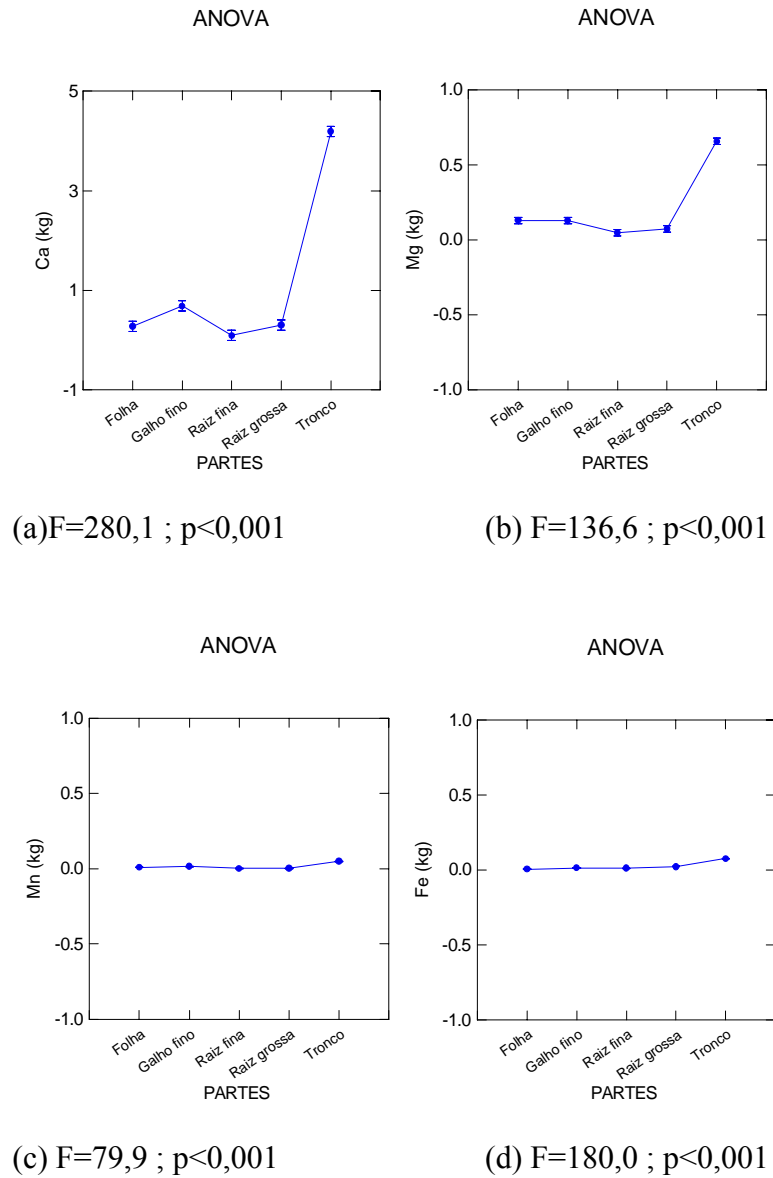 ANOVA
5
3
1
-1
Ca (kg)
Folha
Galho fino
Raiz fina
Raiz grossa
Tronco
PARTES
(a)F=280,1 ; p<0,001
ANOVA
1.0
0.5
0.0
-0.5
-1.0
Mg (kg)
Folha
Galho fino
Raiz fina
Raiz grossa
Tronco
PARTES
(b) F=136,6 ; p<0,001
ANOVA
1.0
0.5
0.0
-0.5
-1.0
Mn (kg)
Folha
Galho fino
Raiz fina
Raiz grossa
Tronco
PARTES
(c) F=79,9 ; p<0,001
ANOVA
1.0
0.5
0.0
-0.5
-1.0
Fe (kg)
Folha
Galho fino
Raiz fina
Raiz grossa
Tronco
PARTES
(d) F=180,0 ; p<0,001